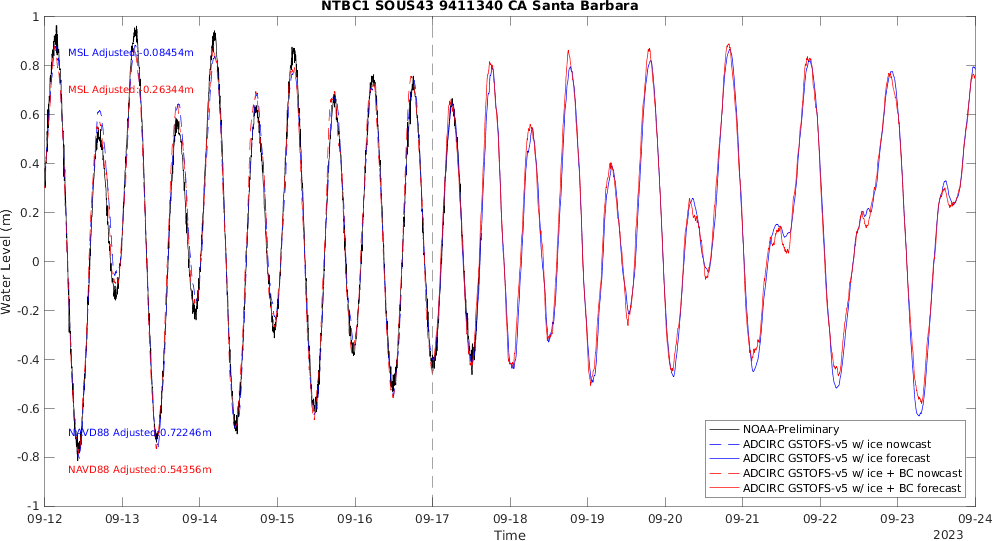 NTBC1 SOUS43 9411340 CA Santa Barbara
1
0.8
0.6
0.4
0.2
0
-0.2
-0.4
-0.6
-0.8
-1
Water Level (m)
MSL Adjusted:-0.08454m
MSL Adjusted:-0.26344m
NAVD88 Adjusted:0.72246m
NAVD88 Adjusted:0.54356m
NOAA-Preliminary
ADCIRC GSTOFS-v5 w/ ice nowcast
ADCIRC GSTOFS-v5 w/ ice forecast
ADCIRC GSTOFS-v5 w/ ice + BC nowcast
ADCIRC GSTOFS-v5 w/ ice + BC forecast
09-12 09-13 09-14 09-15 09-16 09-17 09-18 09-19 09-20 09-21 09-22 09-23 09-24
Time
2023